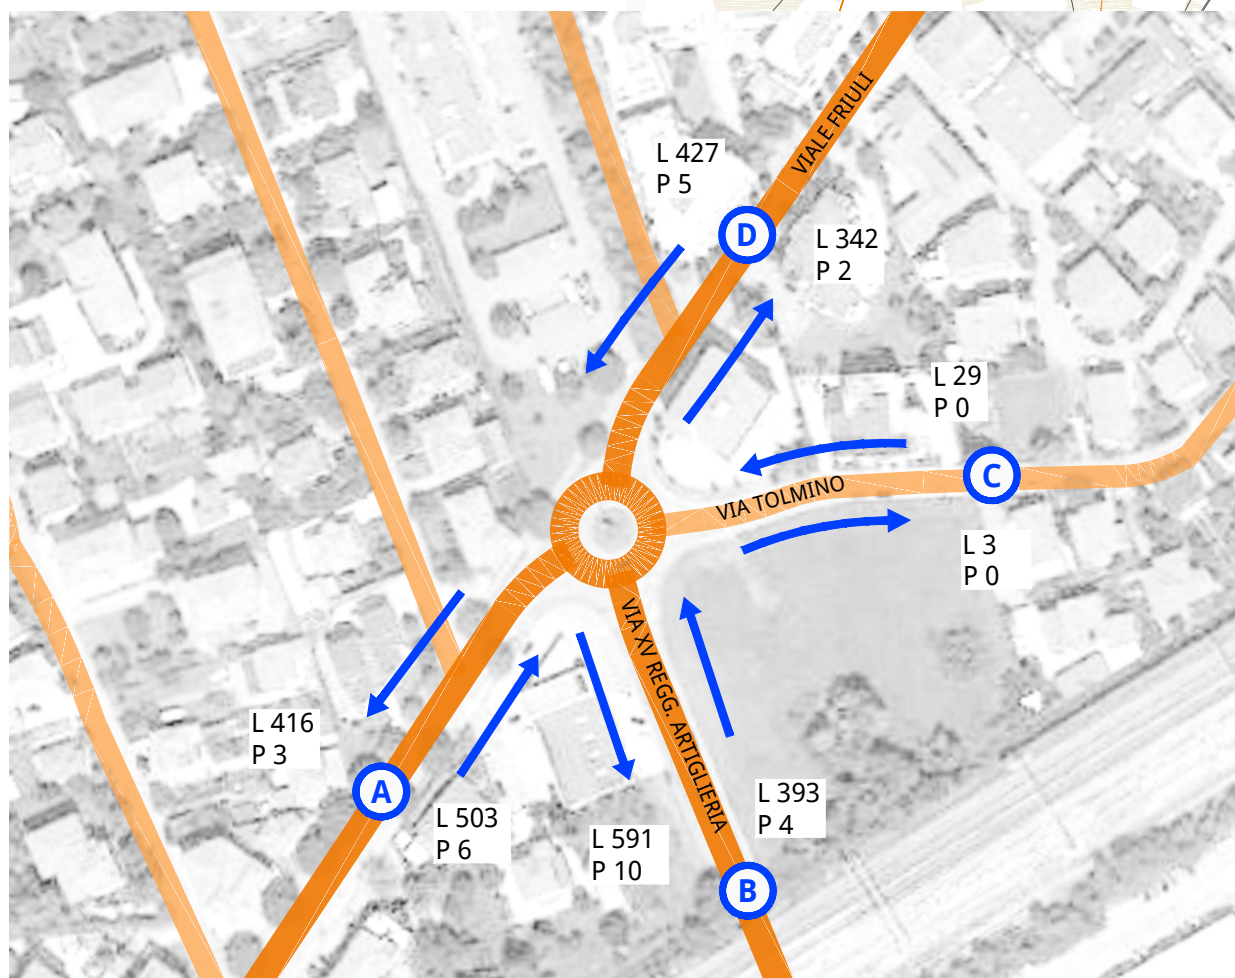 VIALE FRIULI
L 427
P 5
D
L 342
P 2
L 29
P 0
C
VIA TOLMINO
L 3
P 0
VIA XV REGG. ARTIGLIERIA
L 416
P 3
A
L 503
P 6
L 591
P 10
L 393
P 4
B